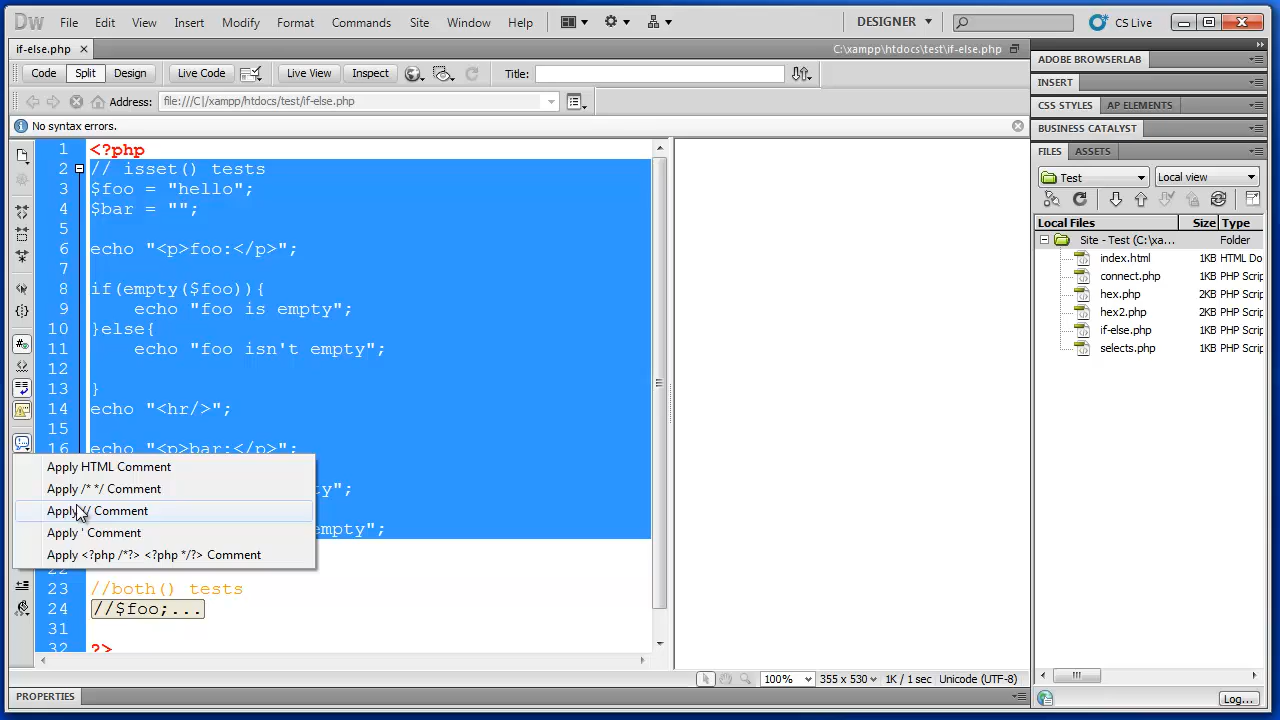 Dw File Edit View Insert Modify Format Commands Site Window Help DESIGNER CS Live
if-else.php C:\xampp\htdocs\test\if-else.php
Code Split Design Live Code Live View Inspect Title:
Address: file:///C|/xampp/htdocs/test/if-else.php
No syntax errors.
1 <?php
2 // isset() tests
3 $foo = "hello";
4 $bar = "";
5
6 echo "<p>foo:</p>";
7
8 if(empty($foo)){
9 echo "foo is empty";
10 }else{
11 echo "foo isn't empty";
12
13 }
14 echo "<hr/>";
15
16 echo "<p>bar:</p>";
Apply HTML Comment
Apply /* */ Comment
ty";
Apply // Comment
empty";
Apply ' Comment
Apply <?php /*?> <?php */?> Comment
22
23 //both() tests
24 //$foo;...
31
32 ?>
100% 355 x 530 1K / 1 sec Unicode (UTF-8)
PROPERTIES
ADOBE BROWSERLAB
INSERT
CSS STYLES AP ELEMENTS
BUSINESS CATALYST
FILES ASSETS
Test Local view
Local Files Size Type
Site - Test (C:\xa... Folder
index.html 1KB HTML Do
connect.php 1KB PHP Scrip
hex.php 2KB PHP Scrip
hex2.php 2KB PHP Scrip
if-else.php 1KB PHP Scrip
selects.php 1KB PHP Scrip
Log...